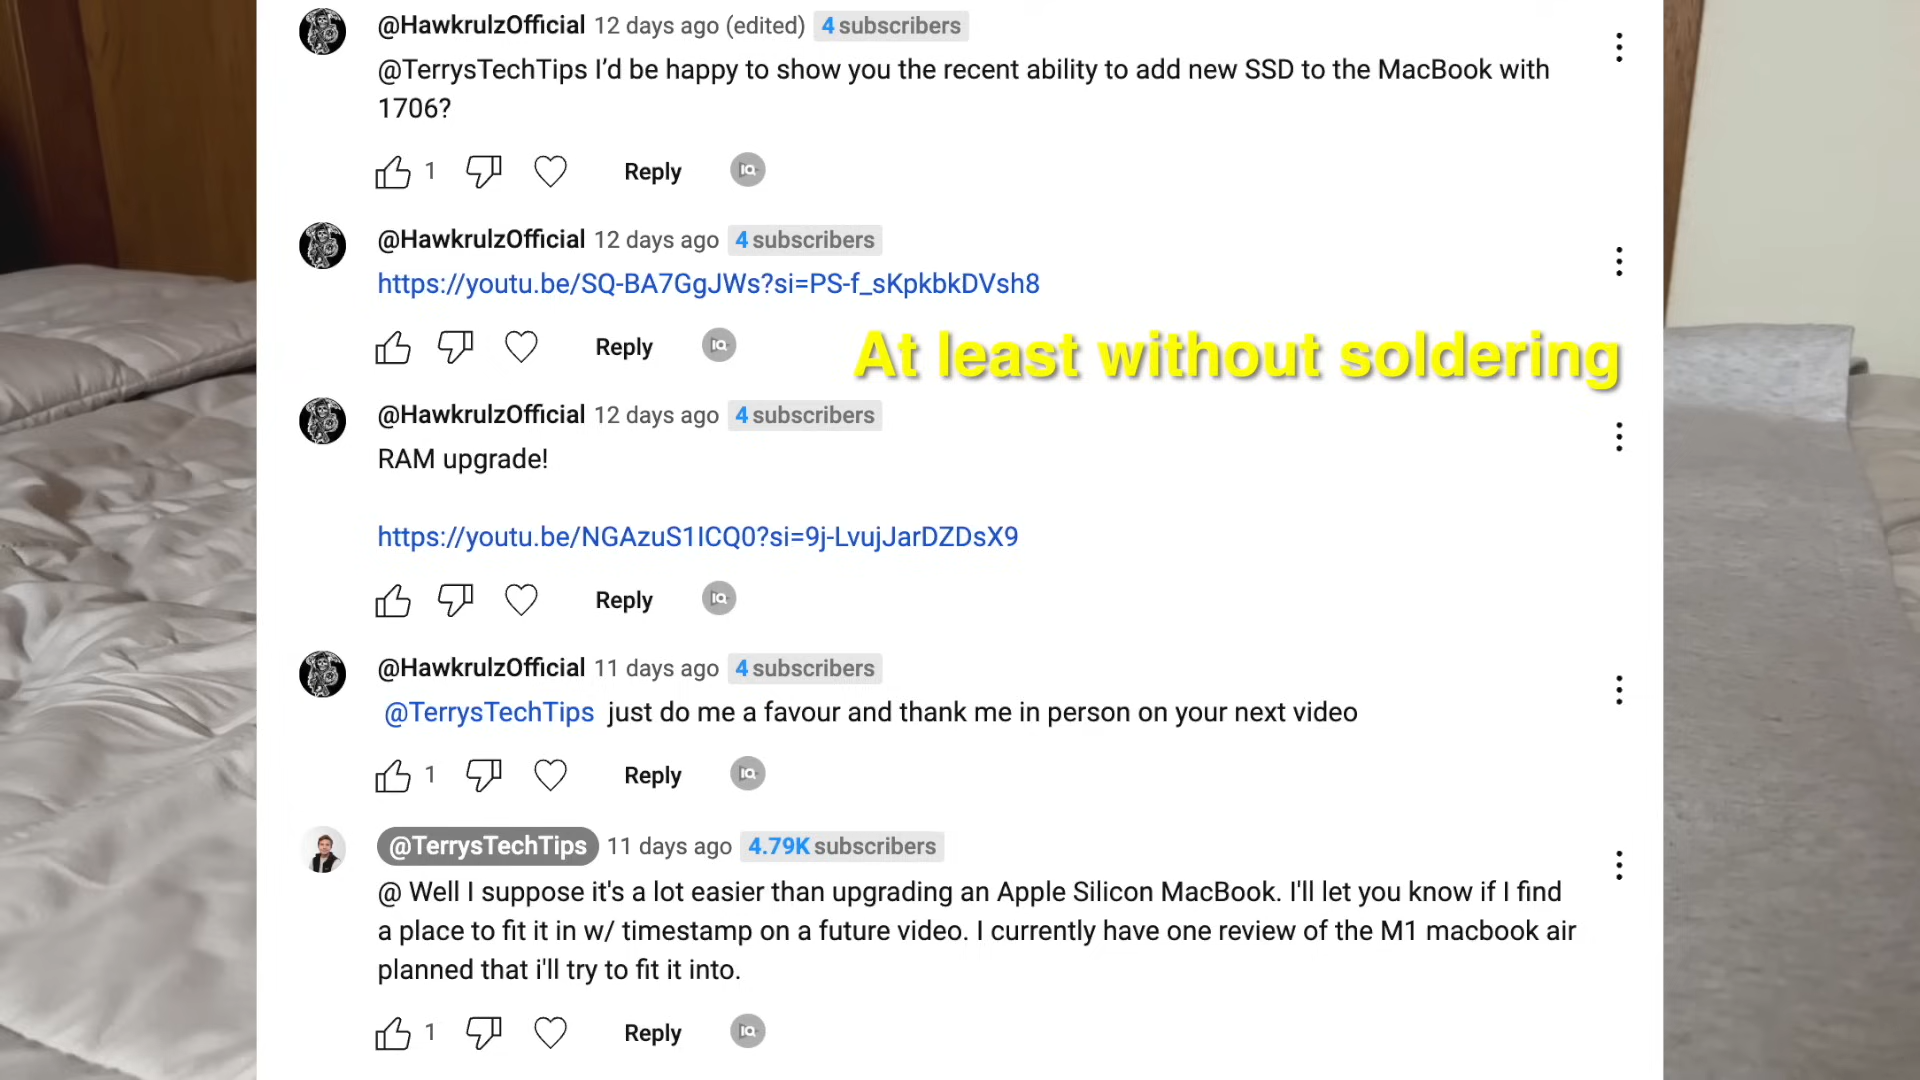 @HawkrulzOfficial 12 days ago (edited) 4 subscribers
@TerrysTechTips I’d be happy to show you the recent ability to add new SSD to the MacBook with
1706?
1 Reply IQ
@HawkrulzOfficial 12 days ago 4 subscribers
https://youtu.be/SQ-BA7GgJWs?si=PS-f_sKpkbkDVsh8
Reply IQ
At least without soldering
@HawkrulzOfficial 12 days ago 4 subscribers
RAM upgrade!
https://youtu.be/NGAzuS1ICQ0?si=9j-LvujJarDZDsX9
Reply IQ
@HawkrulzOfficial 11 days ago 4 subscribers
@TerrysTechTips just do me a favour and thank me in person on your next video
1 Reply IQ
@TerrysTechTips 11 days ago 4.79K subscribers
@ Well I suppose it's a lot easier than upgrading an Apple Silicon MacBook. I'll let you know if I find
a place to fit it in w/ timestamp on a future video. I currently have one review of the M1 macbook air
planned that i'll try to fit it into.
1 Reply IQ